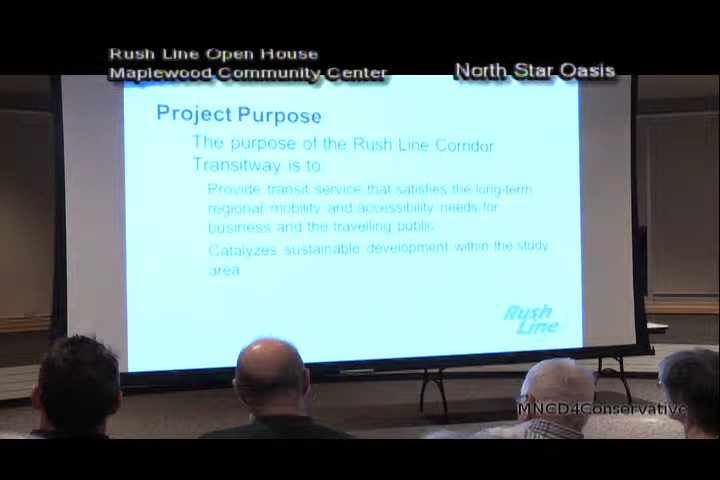 Rush Line Open House
Maplewood Community Center
North Star Oasis
Project Purpose
The purpose of the Rush Line Corridor
Transitway is to:
Provide transit service that satisfies the long-term
regional mobility and accessibility needs for
business and the travelling public
Catalyzes sustainable development within the study
area
Rush
Line
MNCD4Conservative